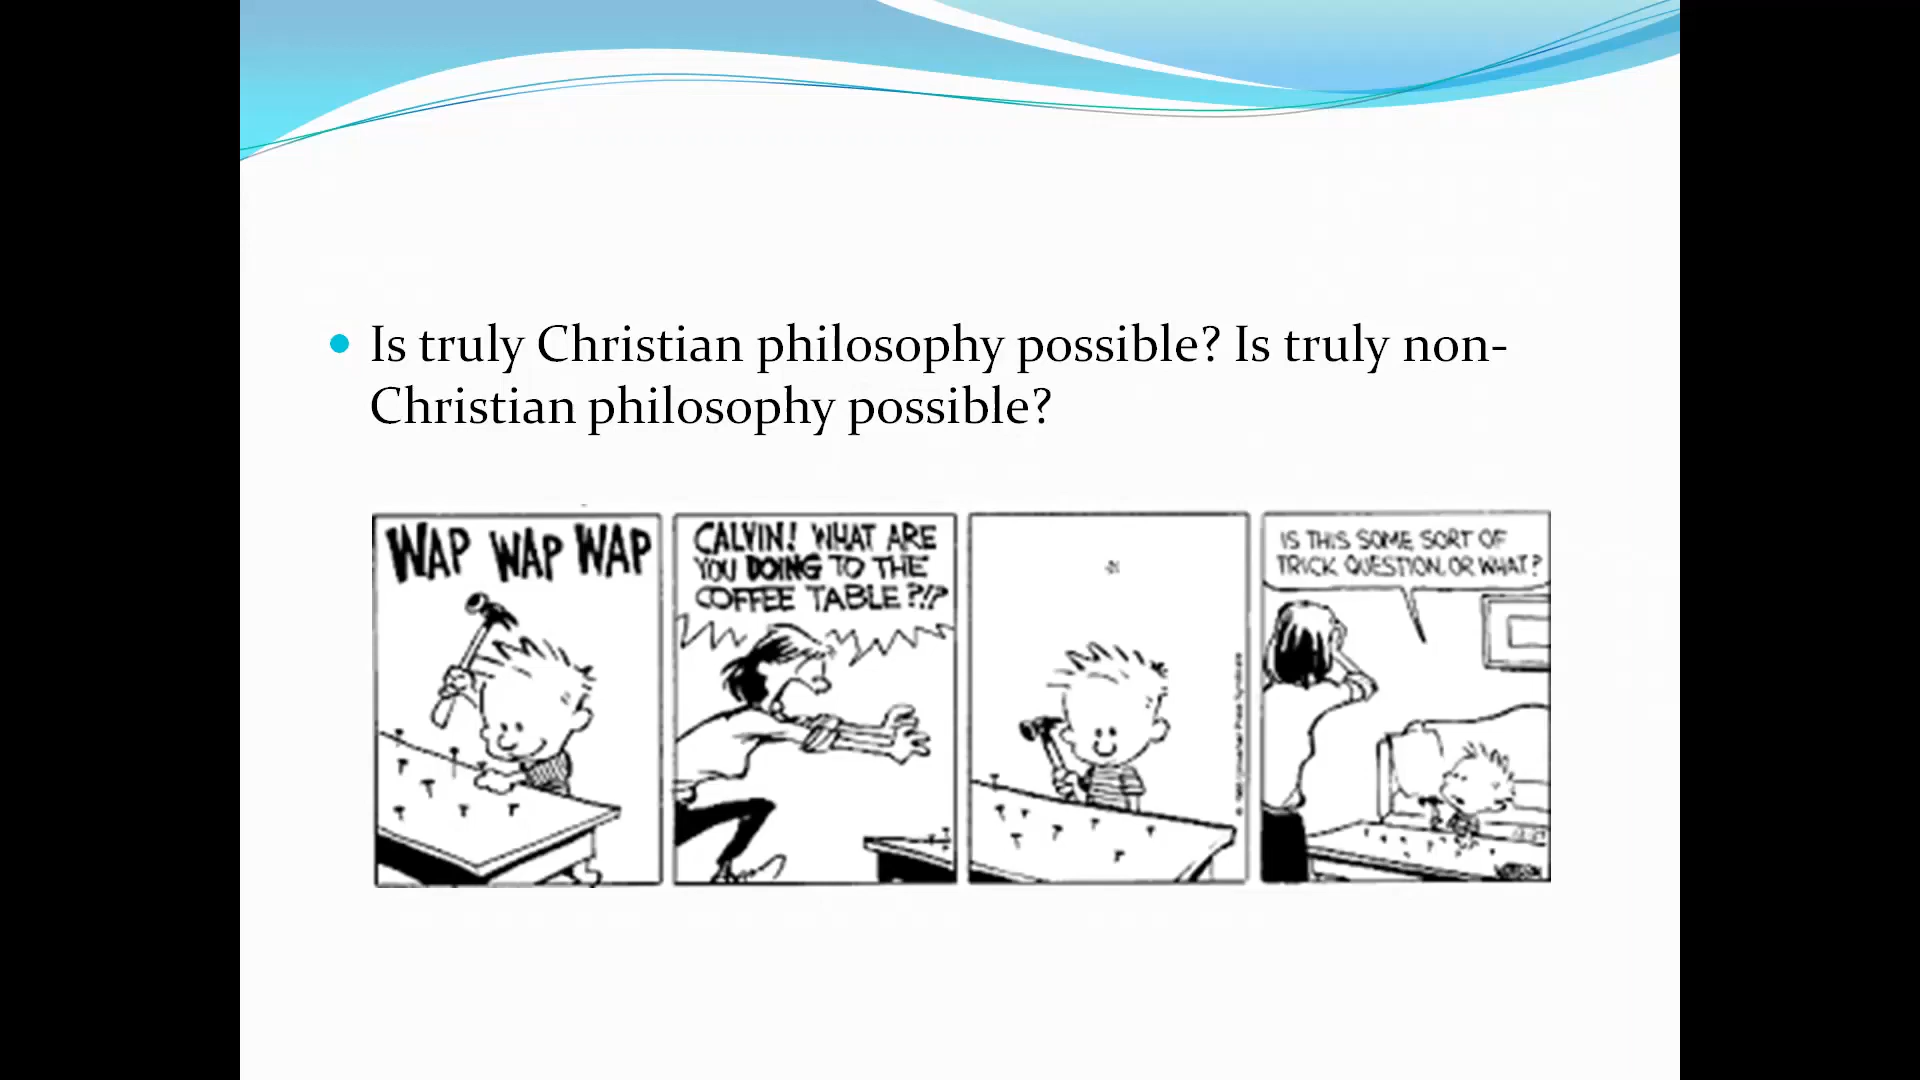 Is truly Christian philosophy possible? Is truly non-
Christian philosophy possible?
WAP WAP WAP
CALVIN! WHAT ARE
YOU DOING TO THE
COFFEE TABLE?!?
IS THIS SOME SORT OF
TRICK QUESTION, OR WHAT?